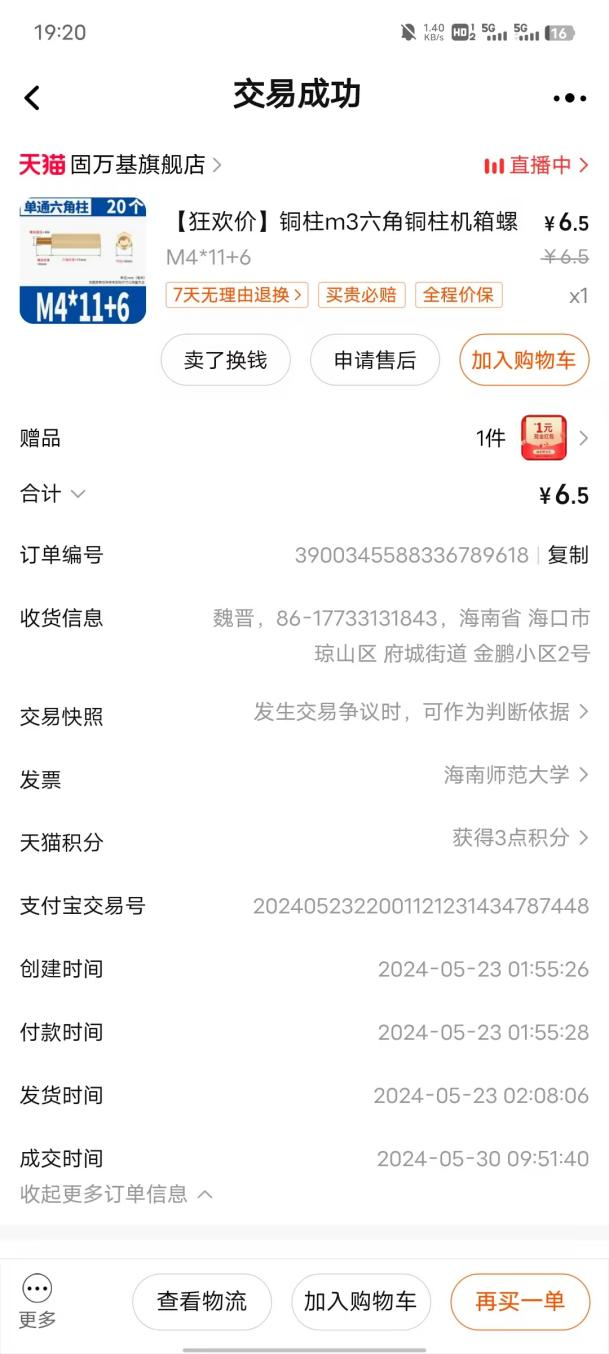 19:20
1.40 KB/s HD 1 2 5G 5G 16
交易成功
天猫 固万基旗舰店
直播中
单通六角柱 20个
M4*11+6
【狂欢价】铜柱m3六角铜柱机箱螺 ¥6.5
M4*11+6 ¥6.5
7天无理由退换 买贵必赔 全程价保 x1
卖了换钱 申请售后 加入购物车
赠品 1件
1元
合计 ¥6.5
订单编号 3900345588336789618 复制
收货信息 魏晋，86-17733131843，海南省 海口市
琼山区 府城街道 金鹏小区2号
交易快照 发生交易争议时，可作为判断依据
发票 海南师范大学
天猫积分 获得3点积分
支付宝交易号 2024052322001121231434787448
创建时间 2024-05-23 01:55:26
付款时间 2024-05-23 01:55:28
发货时间 2024-05-23 02:08:06
成交时间 2024-05-30 09:51:40
收起更多订单信息
更多 查看物流 加入购物车 再买一单